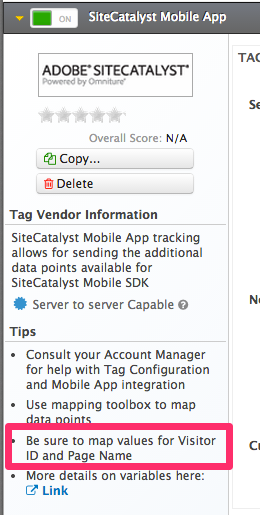 ON
SiteCatalyst Mobile App
ADOBE® SITECATALYST®
Powered by Omniture®
Overall Score: N/A
Copy...
Delete
Tag Vendor Information
SiteCatalyst Mobile App tracking
allows for sending the additional
data points available for
SiteCatalyst Mobile SDK
Server to server Capable
Tips
• Consult your Account Manager
for help with Tag Configuration
and Mobile App integration
• Use mapping toolbox to map
data points
• Be sure to map values for Visitor
ID and Page Name
• More details on variables here:
Link
TAG
Se